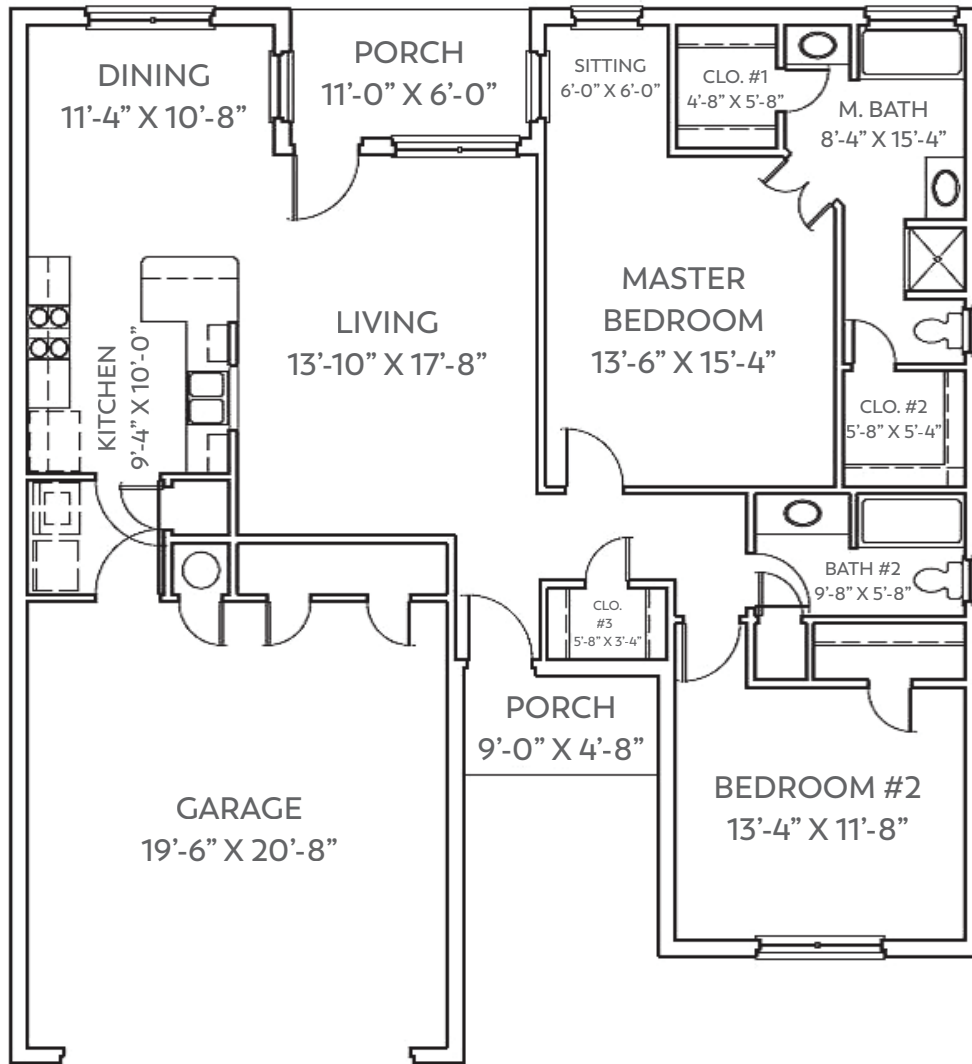 DINING
11’-4” X 10’-8”
PORCH
11’-0” X 6’-0”
SITTING
6’-0” X 6’-0”
CLO. #1
4’-8” X 5’-8”
M. BATH
8’-4” X 15’-4”
KITCHEN
9’-4” X 10’-0”
LIVING
13’-10” X 17’-8”
MASTER
BEDROOM
13’-6” X 15’-4”
CLO. #2
5’-8” X 5’-4”
BATH #2
9’-8” X 5’-8”
CLO.
#3
5’-8” X 3’-4”
PORCH
9’-0” X 4’-8”
GARAGE
19’-6” X 20’-8”
BEDROOM #2
13’-4” X 11’-8”